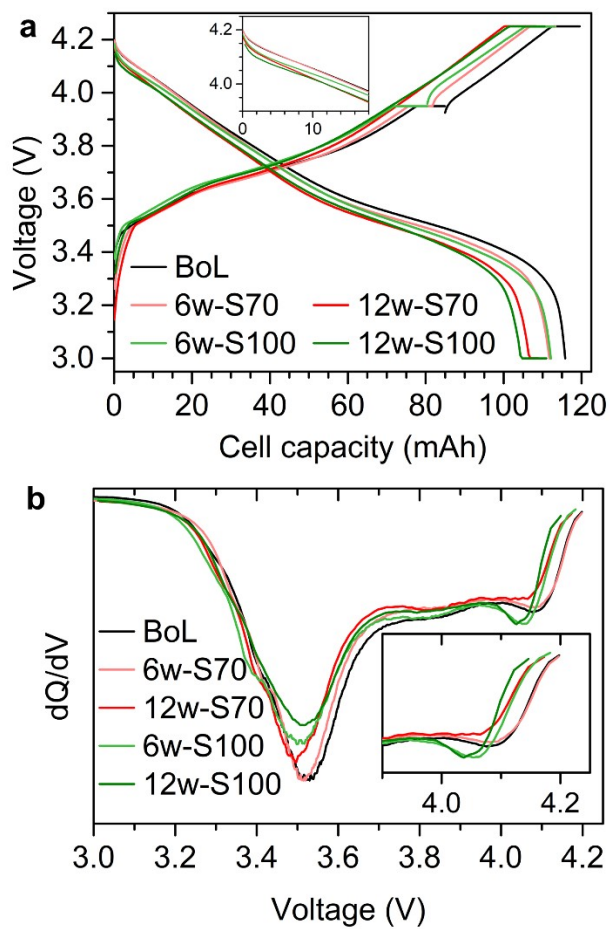 a
4.2
4.0
3.8
3.6
3.4
3.2
3.0
Voltage (V)
4.2
4.0
0 10
BoL
6w-S70 12w-S70
6w-S100 12w-S100
0 20 40 60 80 100 120
Cell capacity (mAh)
b
dQ/dV
BoL
6w-S70
12w-S70
6w-S100
12w-S100
4.0 4.2
3.0 3.2 3.4 3.6 3.8 4.0 4.2
Voltage (V)